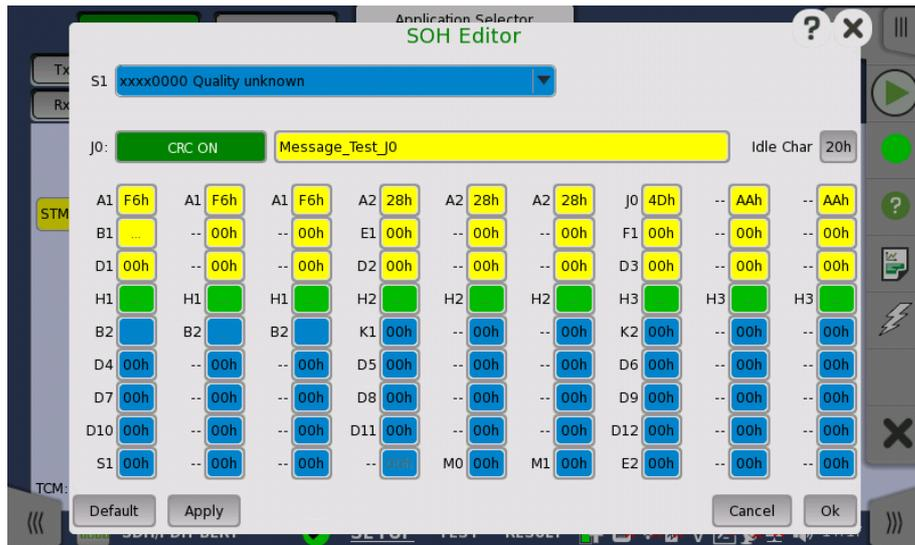 Application Selector
SOH Editor
? X
Tx
S1 xxxx0000 Quality unknown
Rx
J0: CRC ON Message_Test_J0 Idle Char 20h
A1 F6h A1 F6h A1 F6h A2 28h A2 28h A2 28h J0 4Dh -- AAh -- AAh
STM
B1 ... -- 00h -- 00h E1 00h -- 00h -- 00h F1 00h -- 00h -- 00h
D1 00h -- 00h -- 00h D2 00h -- 00h -- 00h D3 00h -- 00h -- 00h
H1 H1 H1 H2 H2 H2 H3 H3 H3
B2 B2 B2 K1 00h -- 00h -- 00h K2 00h -- 00h -- 00h
D4 00h -- 00h -- 00h D5 00h -- 00h -- 00h D6 00h -- 00h -- 00h
D7 00h -- 00h -- 00h D8 00h -- 00h -- 00h D9 00h -- 00h -- 00h
D10 00h -- 00h -- 00h D11 00h -- 00h -- 00h D12 00h -- 00h -- 00h
S1 00h -- 00h -- 00h -- M0 00h M1 00h E2 00h -- 00h -- 00h
TCM:
Default Apply Cancel Ok